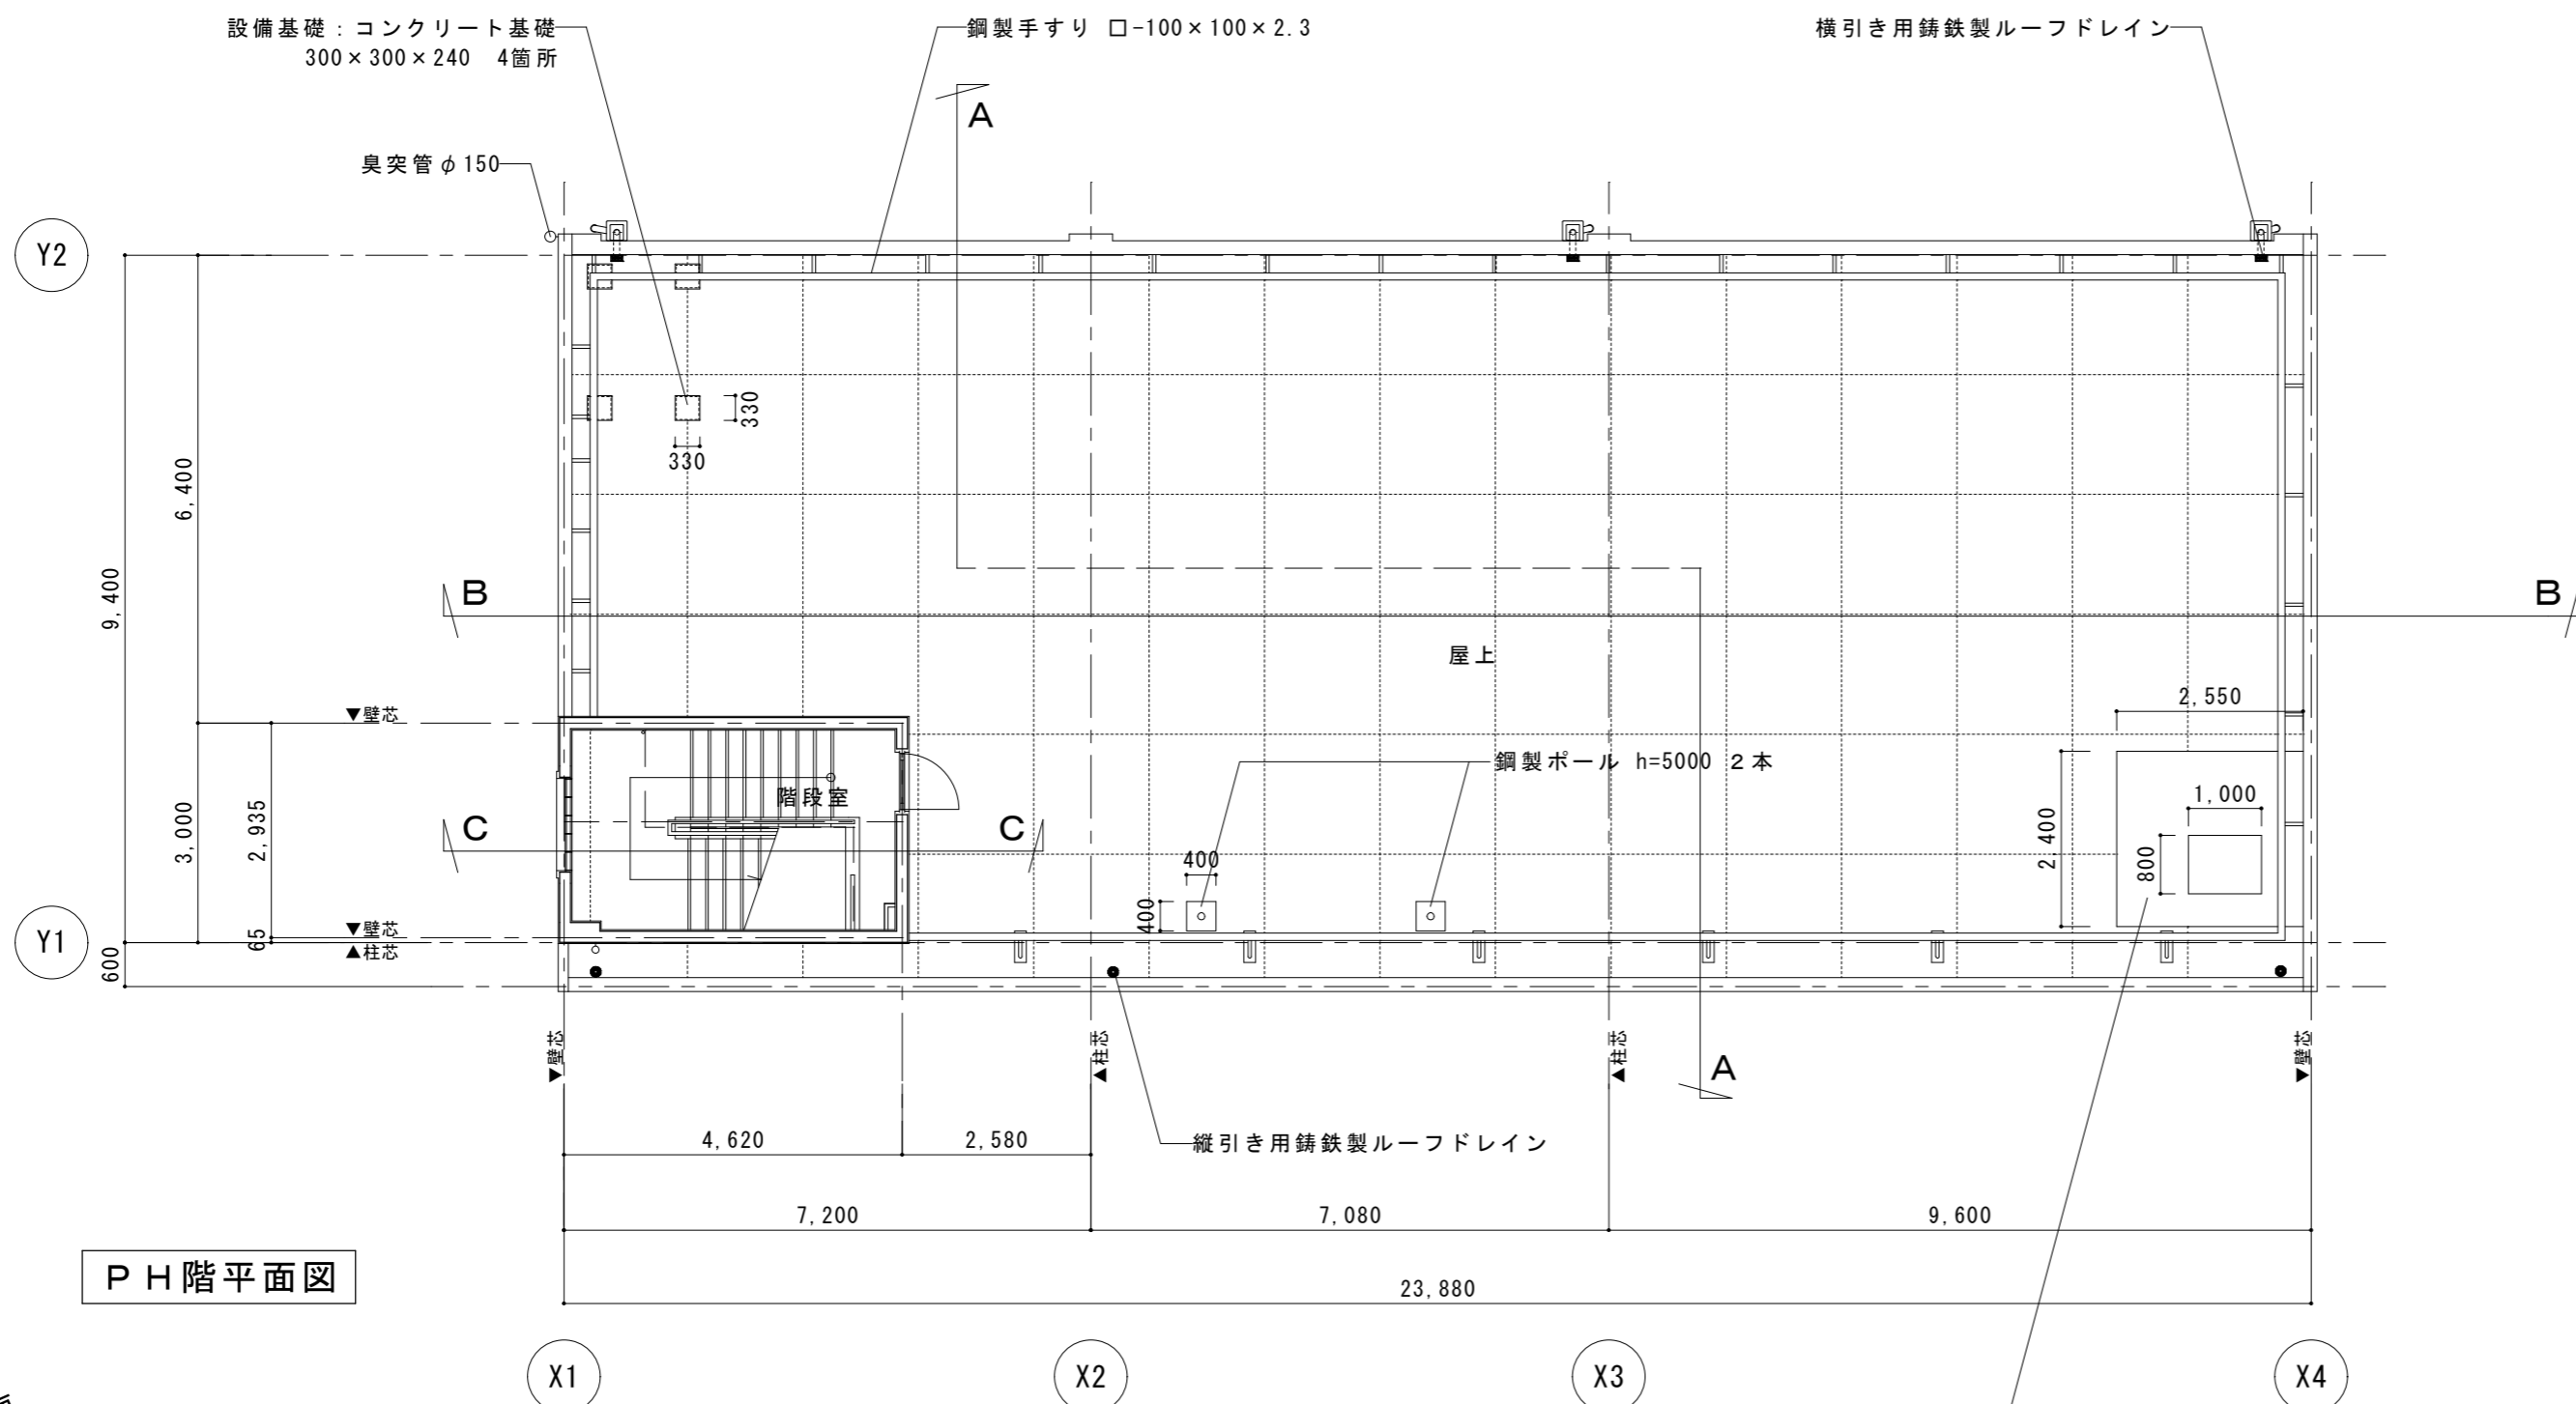 設備基礎：コンクリート基礎
300×300×240　4箇所
鋼製手すり ロ-100×100×2.3
横引き用鋳鉄製ルーフドレイン
A
臭突管φ150
Y2
330
330
6,400
9,400
B
B
屋上
2,550
▼壁芯
鋼製ポール h=5000 2本
階段室
1,000
3,000
2,935
C
C
2,400
800
400
400
▼壁芯
Y1
65
▲柱芯
600
▼壁芯
▲柱芯
▲柱芯
▼壁芯
A
4,620
2,580
縦引き用鋳鉄製ルーフドレイン
7,200
7,080
9,600
PH階平面図
23,880
X1
X2
X3
X4